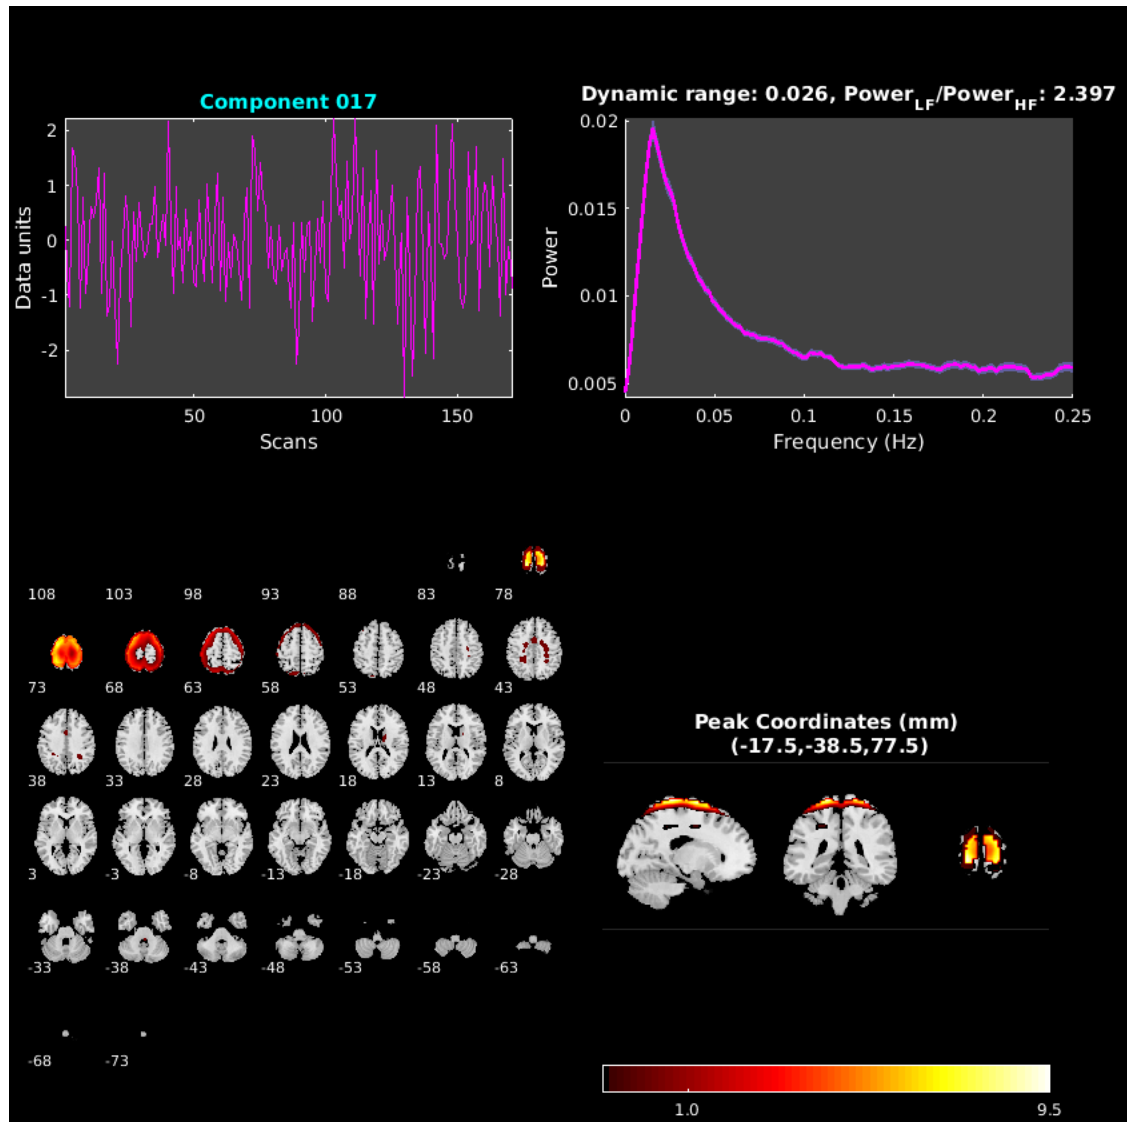 Component 017
2
1
0
-1
-2
Data units
50
100
150
Scans
Dynamic range: 0.026, Power_LF/Power_HF: 2.397
0.02
0.015
0.01
0.005
Power
0
0.05
0.1
0.15
0.2
0.25
Frequency (Hz)
108 103 98 93 88 83 78
73 68 63 58 53 48 43
38 33 28 23 18 13 8
3 -3 -8 -13 -18 -23 -28
-33 -38 -43 -48 -53 -58 -63
-68 -73
Peak Coordinates (mm)
(-17.5,-38.5,77.5)
1.0 9.5